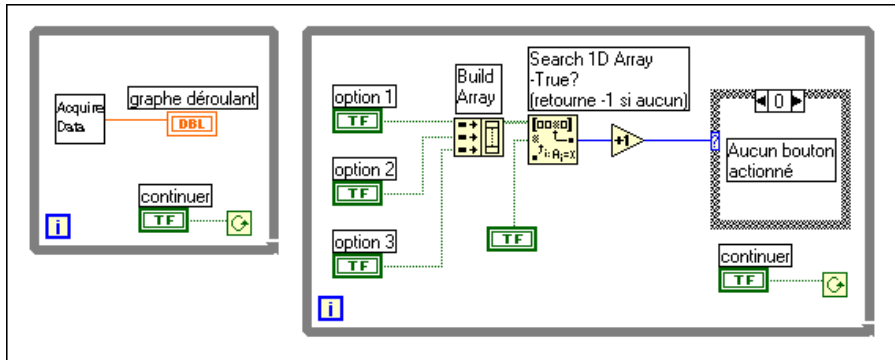 Acquire
Data
graphe déroulant
DBL
continuer
TF
i
option 1
TF
option 2
TF
option 3
TF
i
Build
Array
Search 1D Array
-True?
(retourne -1 si aucun)
TF
+1
?
0
Aucun bouton
actionné
continuer
TF